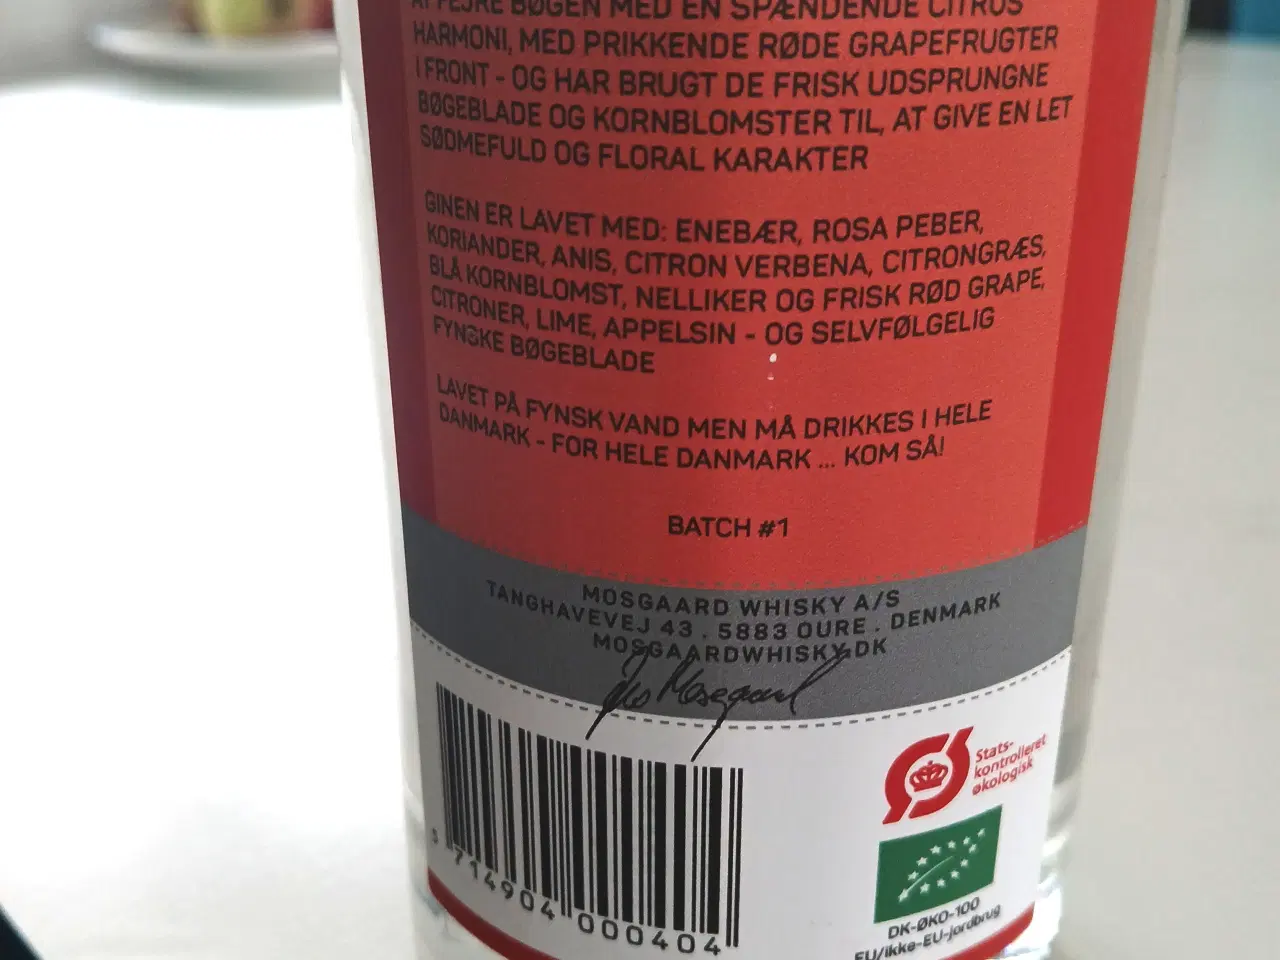 AT FEJRE BØGEN MED EN SPÆNDENDE CITRUS
HARMONI, MED PRIKKENDE RØDE GRAPEFRUGTER
I FRONT - OG HAR BRUGT DE FRISK UDSPRUNGNE
BØGEBLADE OG KORNBLOMSTER TIL, AT GIVE EN LET
SØDMEFULD OG FLORAL KARAKTER
GINEN ER LAVET MED: ENEBÆR, ROSA PEBER,
KORIANDER, ANIS, CITRON VERBENA, CITRONGRÆS,
BLÅ KORNBLOMST, NELLIKER OG FRISK RØD GRAPE,
CITRONER, LIME, APPELSIN - OG SELVFØLGELIG
FYNSKE BØGEBLADE
LAVET PÅ FYNSK VAND MEN MÅ DRIKKES I HELE
DANMARK - FOR HELE DANMARK ... KOM SÅ!
BATCH #1
MOSGAARD WHISKY A/S
TANGHAVEVEJ 43 . 5883 OURE . DENMARK
MOSGAARDWHISKY.DK
Mosgaard
5 714904 000404
Stats-
kontrolleret
økologisk
DK-ØKO-100
EU/ikke-EU-jordbrug